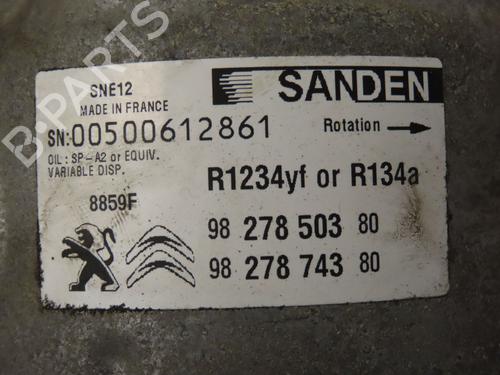 SNE12
MADE IN FRANCE
SN:00500612861
OIL: SP-A2 or EQUIV.
VARIABLE DISP.
8859F
SANDEN
Rotation
R1234yf or R134a
98 278 503 80
98 278 743 80
B-PARTS